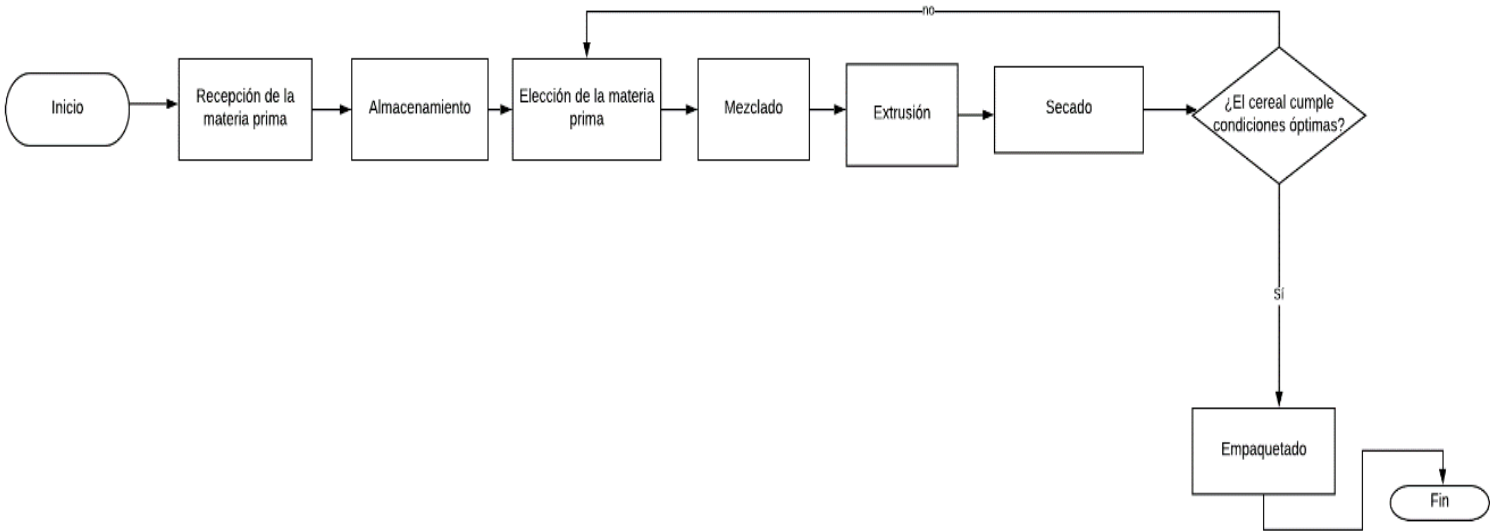 no
Inicio
Recepción de la
materia prima
Almacenamiento
Elección de la materia
prima
Mezclado
Extrusión
Secado
¿El cereal cumple
condiciones óptimas?
Sí
Empaquetado
Fin